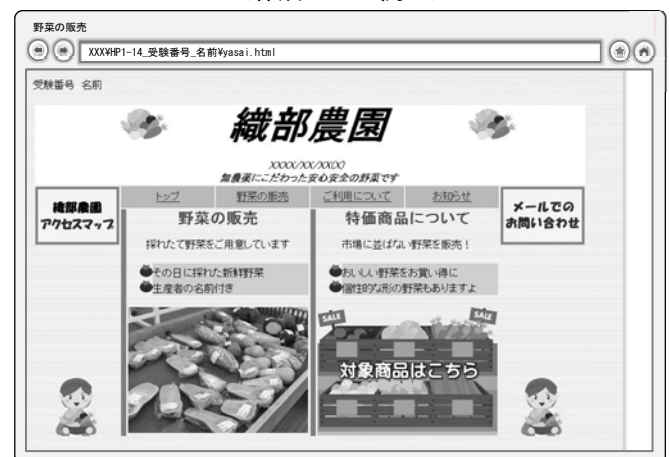 野菜の販売
XXX¥HP1-14_受験番号_名前¥yasai.html
受験番号 名前
織部農園
XXXX/XX/XX(X)
無農薬にこだわった安心安全の野菜です
織部農園
アクセスマップ
トップ 野菜の販売 ご利用について お知らせ
メールでの
お問い合わせ
野菜の販売
採れたて野菜をご用意しています
その日に採れた新鮮野菜
生産者の名前付き
特価商品について
市場に並ばない野菜を販売!
おいしい野菜をお買い得に
個性的な形の野菜もありますよ
SALE SALE
対象商品はこちら